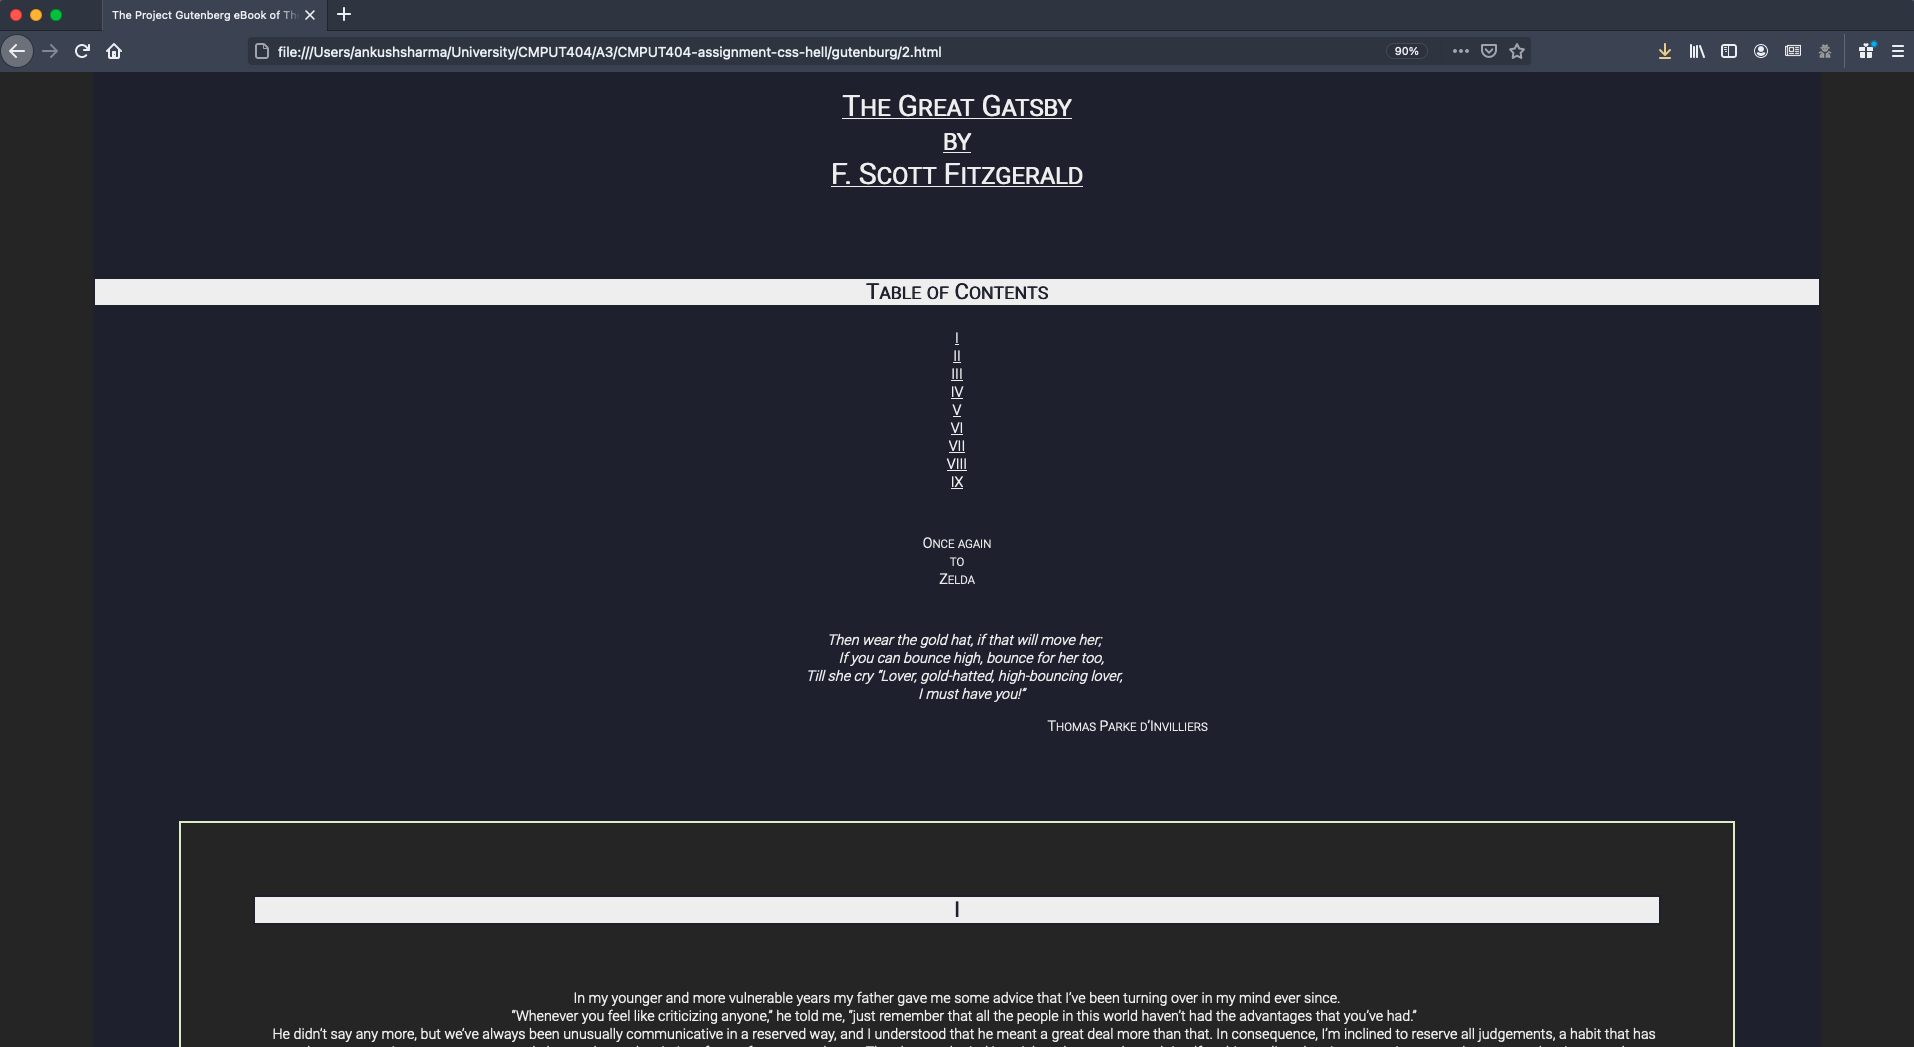 The Project Gutenberg eBook of Th
file:///Users/ankushsharma/University/CMPUT404/A3/CMPUT404-assignment-css-hell/gutenburg/2.html
90%
The Great Gatsby
by
F. Scott Fitzgerald
Table of Contents
I
II
III
IV
V
VI
VII
VIII
IX
Once again
to
Zelda
Then wear the gold hat, if that will move her;
If you can bounce high, bounce for her too,
Till she cry “Lover, gold-hatted, high-bouncing lover,
I must have you!”
Thomas Parke d’Invilliers
I
In my younger and more vulnerable years my father gave me some advice that I’ve been turning over in my mind ever since.
“Whenever you feel like criticizing anyone,” he told me, “just remember that all the people in this world haven’t had the advantages that you’ve had.”
He didn’t say any more, but we’ve always been unusually communicative in a reserved way, and I understood that he meant a great deal more than that. In consequence, I’m inclined to reserve all judgements, a habit that has